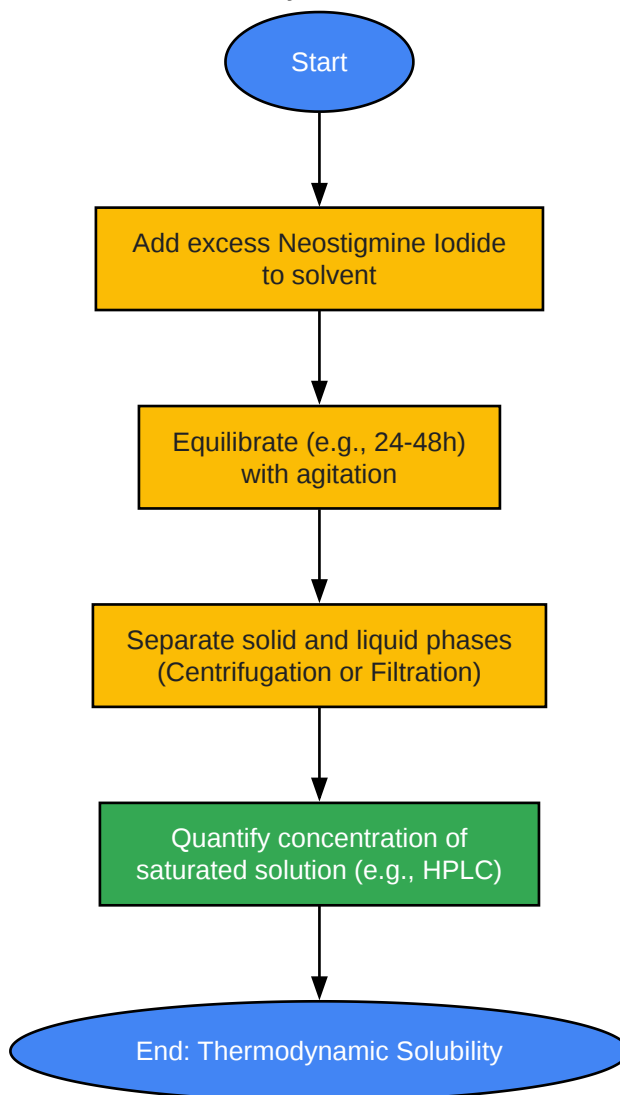 Start
Add excess Neostigmine Iodide
to solvent
Equilibrate (e.g., 24-48h)
with agitation
Separate solid and liquid phases
(Centrifugation or Filtration)
Quantify concentration of
saturated solution (e.g., HPLC)
End: Thermodynamic Solubility